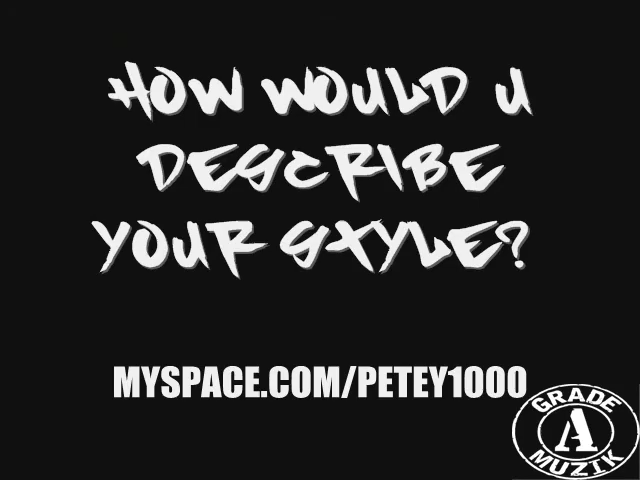 HOW WOULD U
DESCRIBE
YOUR STYLE?
MYSPACE.COM/PETEY1000
GRADE
A
MUZIK